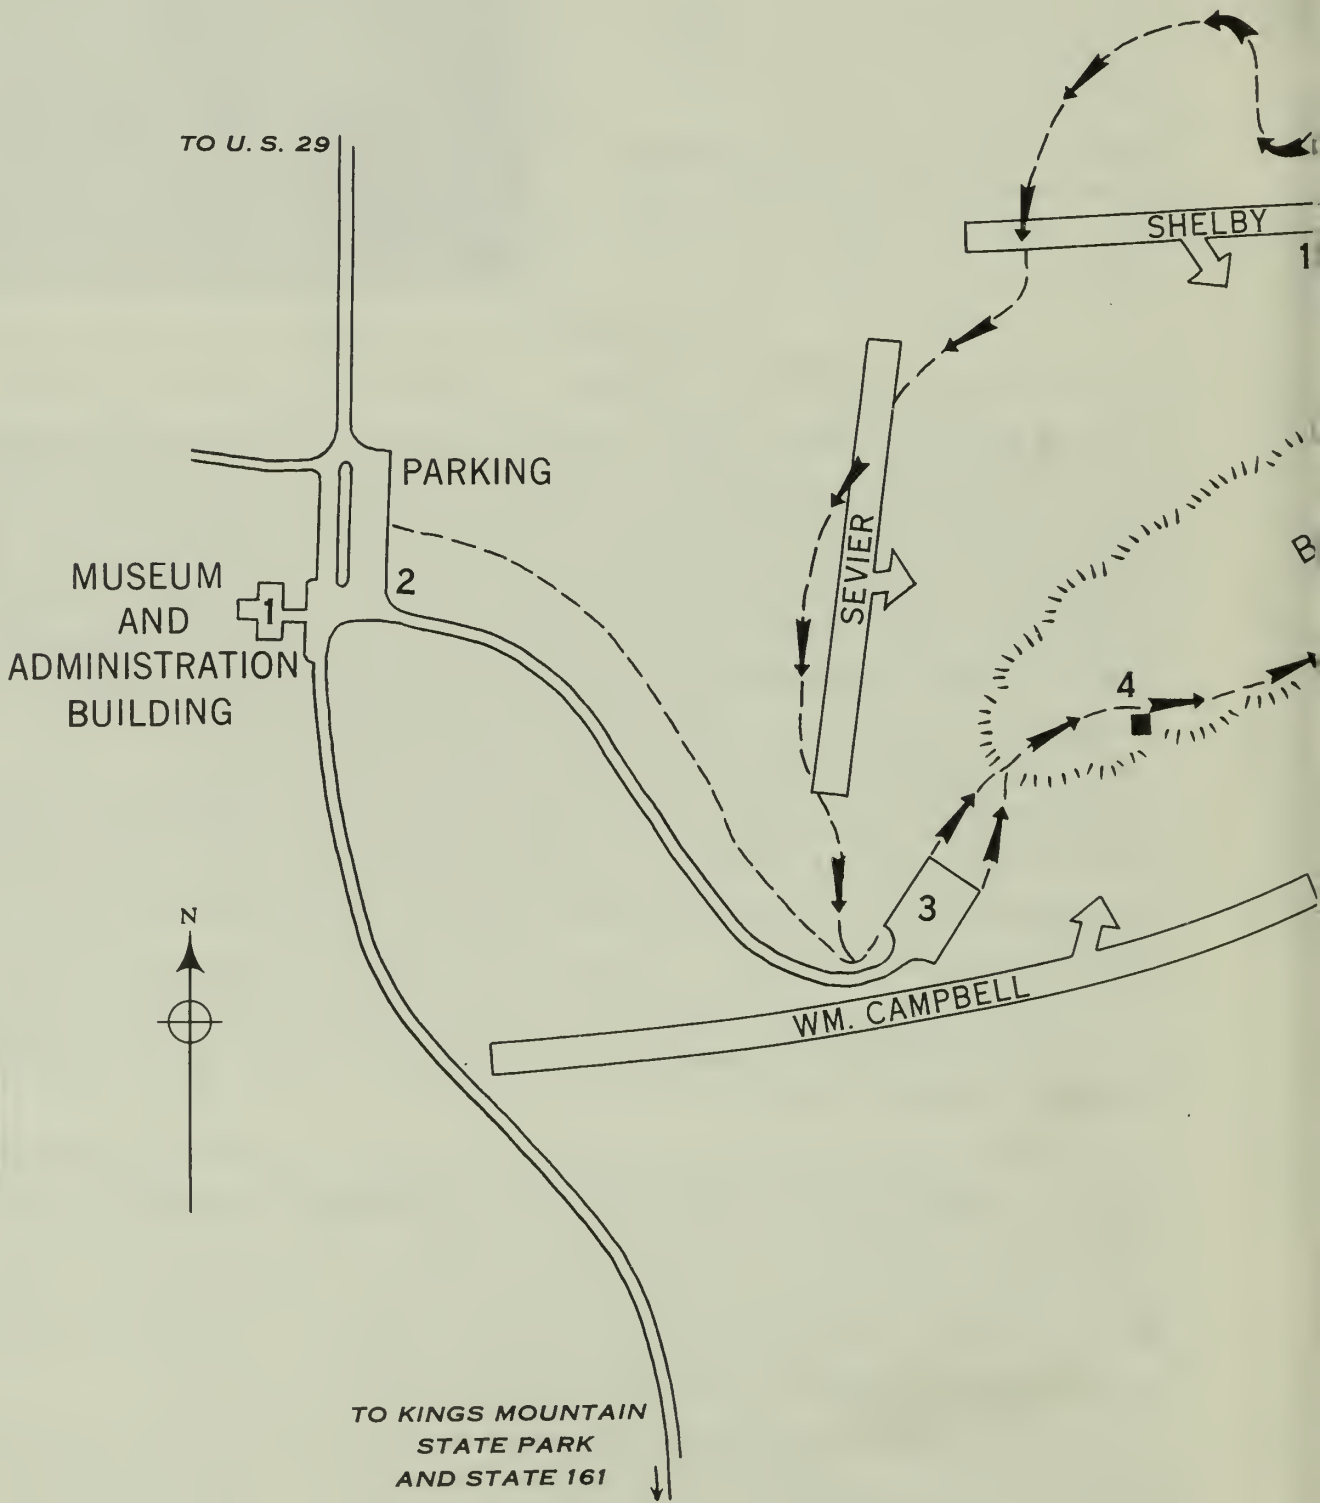 TO U. S. 29
SHELBY
PARKING
SEVIER
MUSEUM
AND
ADMINISTRATION
BUILDING
1
2
4
3
N
WM. CAMPBELL
TO KINGS MOUNTAIN
STATE PARK
AND STATE 161